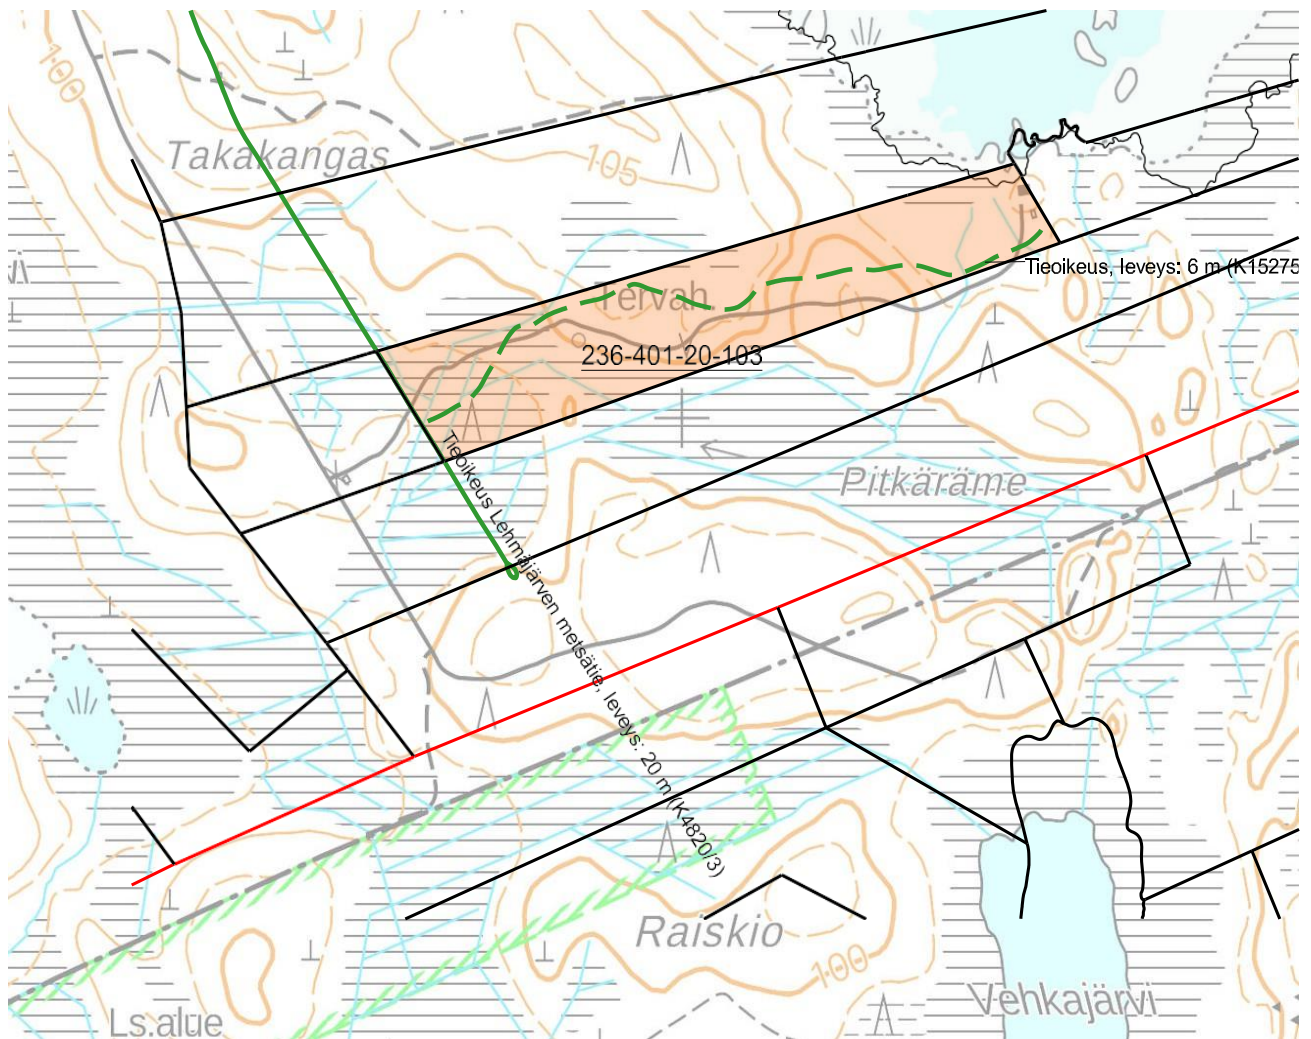 100
Takakangas
105
Tieoikeus, leveys: 6 m (K15275
Tervah
236-401-20-103
Tieoikeus Lehmäjärven metsätie, leveys: 20 m (K4820/3)
Pitkäräme
Raiskio
100
Vehkajärvi
Ls.alue